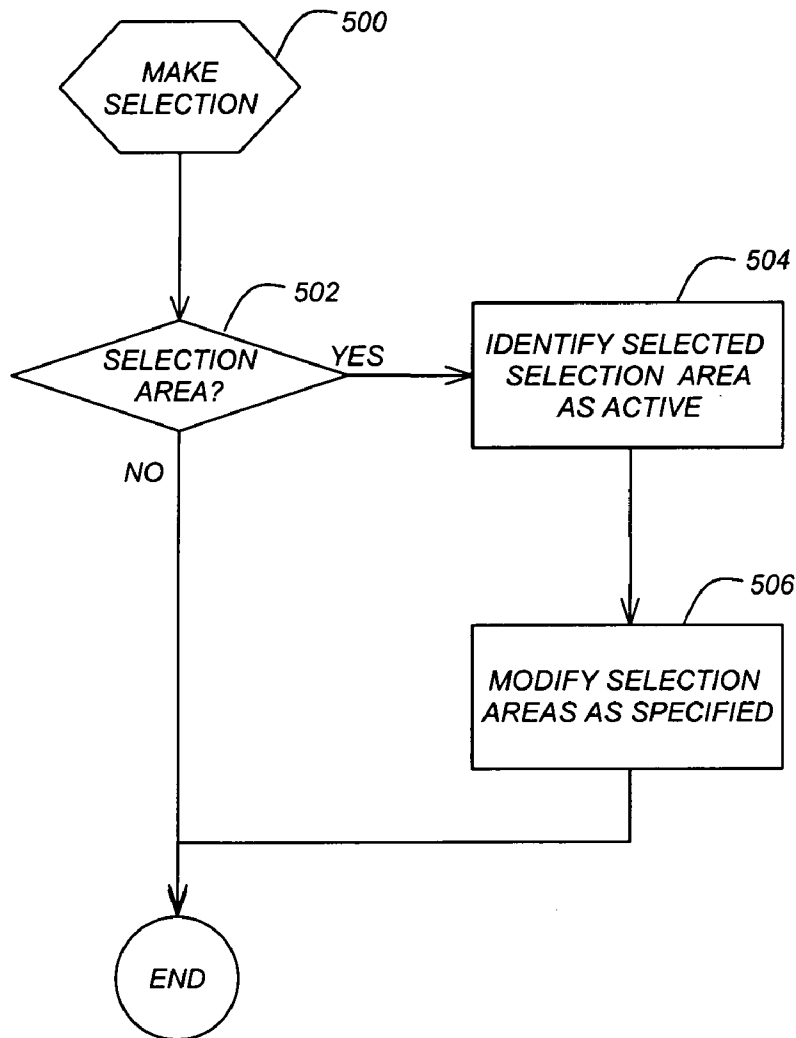 500
MAKE
SELECTION
502
SELECTION
AREA?
YES
NO
504
IDENTIFY SELECTED
SELECTION AREA
AS ACTIVE
506
MODIFY SELECTION
AREAS AS SPECIFIED
END